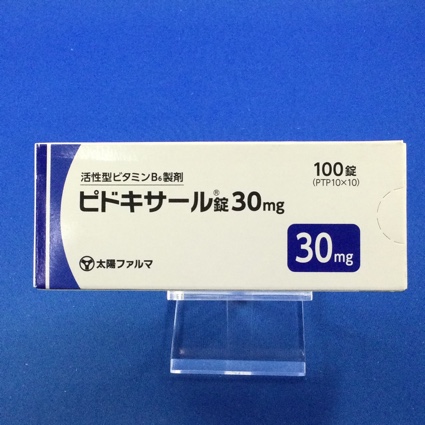 活性型ビタミンB₆製剤
ピドキサール®錠30mg
100錠
(PTP10×10)
30mg
太陽ファルマ